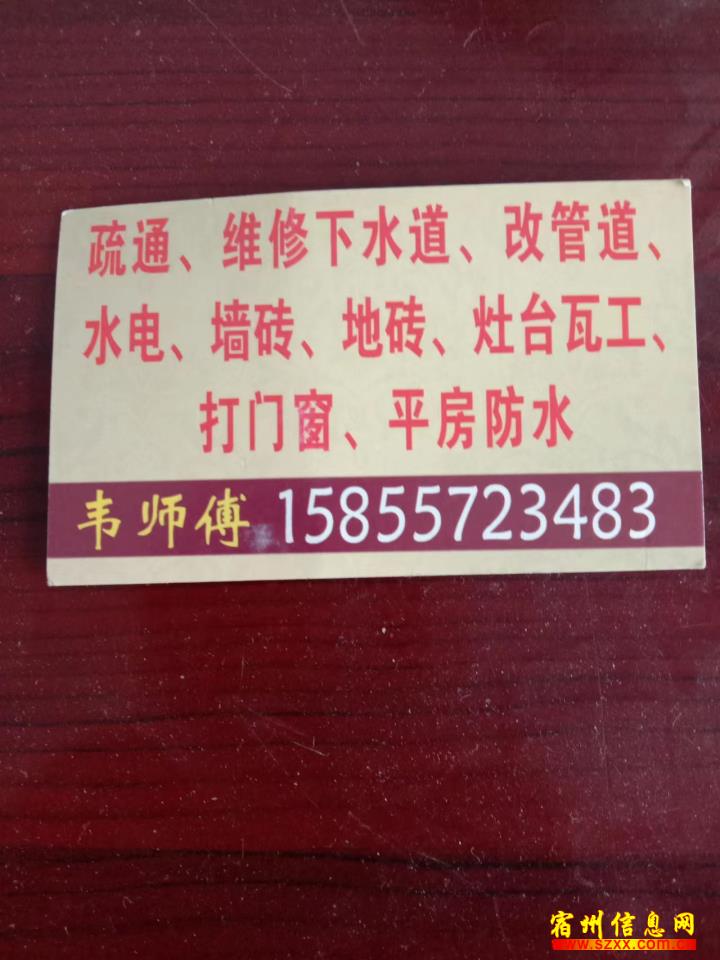 疏通、维修下水道、改管道、
水电、墙砖、地砖、灶台瓦工、
打门窗、平房防水
韦师傅 15855723483
宿州信息网
www.szxx.com.cn